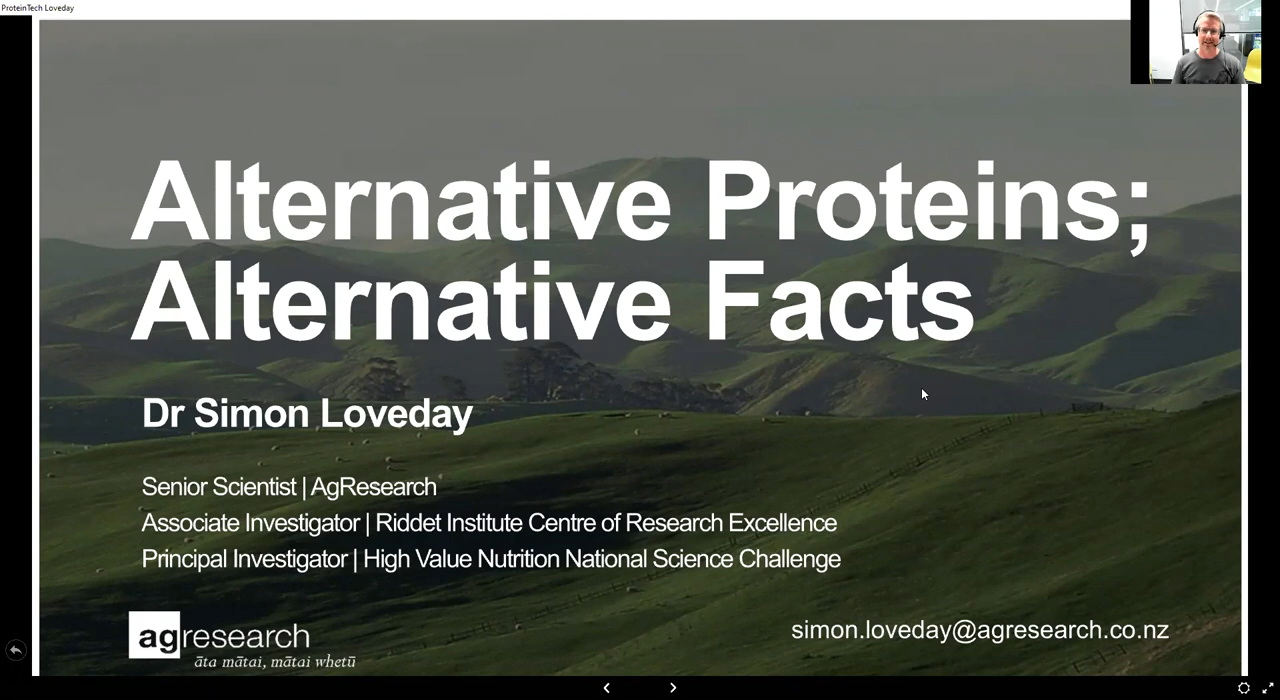 ProteinTech Loveday
Alternative Proteins;
Alternative Facts
Dr Simon Loveday
Senior Scientist | AgResearch
Associate Investigator | Riddet Institute Centre of Research Excellence
Principal Investigator | High Value Nutrition National Science Challenge
agresearch
āta mātai, mātai whetū
simon.loveday@agresearch.co.nz